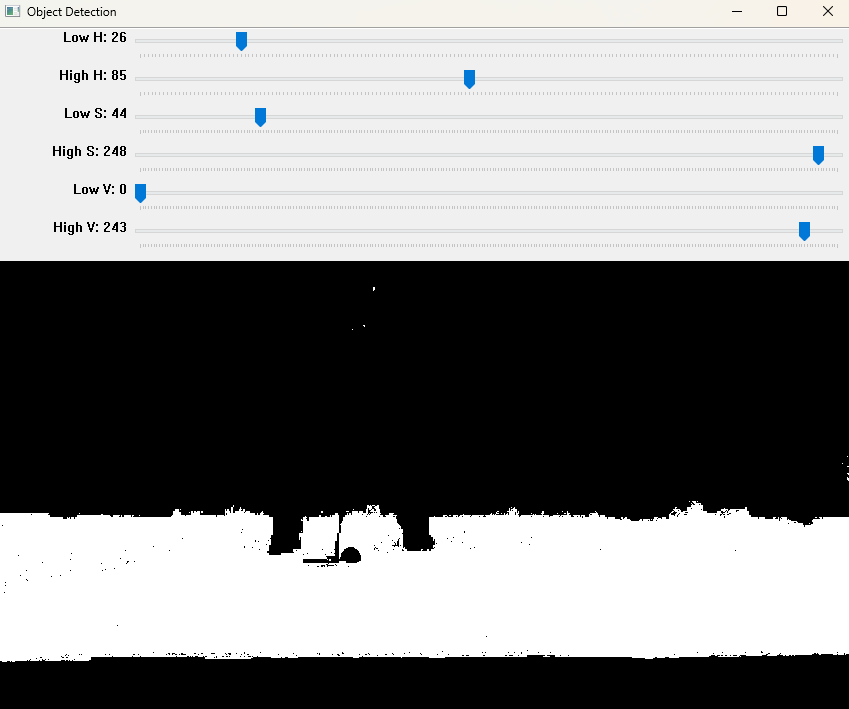 Object Detection
Low H: 26
High H: 85
Low S: 44
High S: 248
Low V: 0
High V: 243